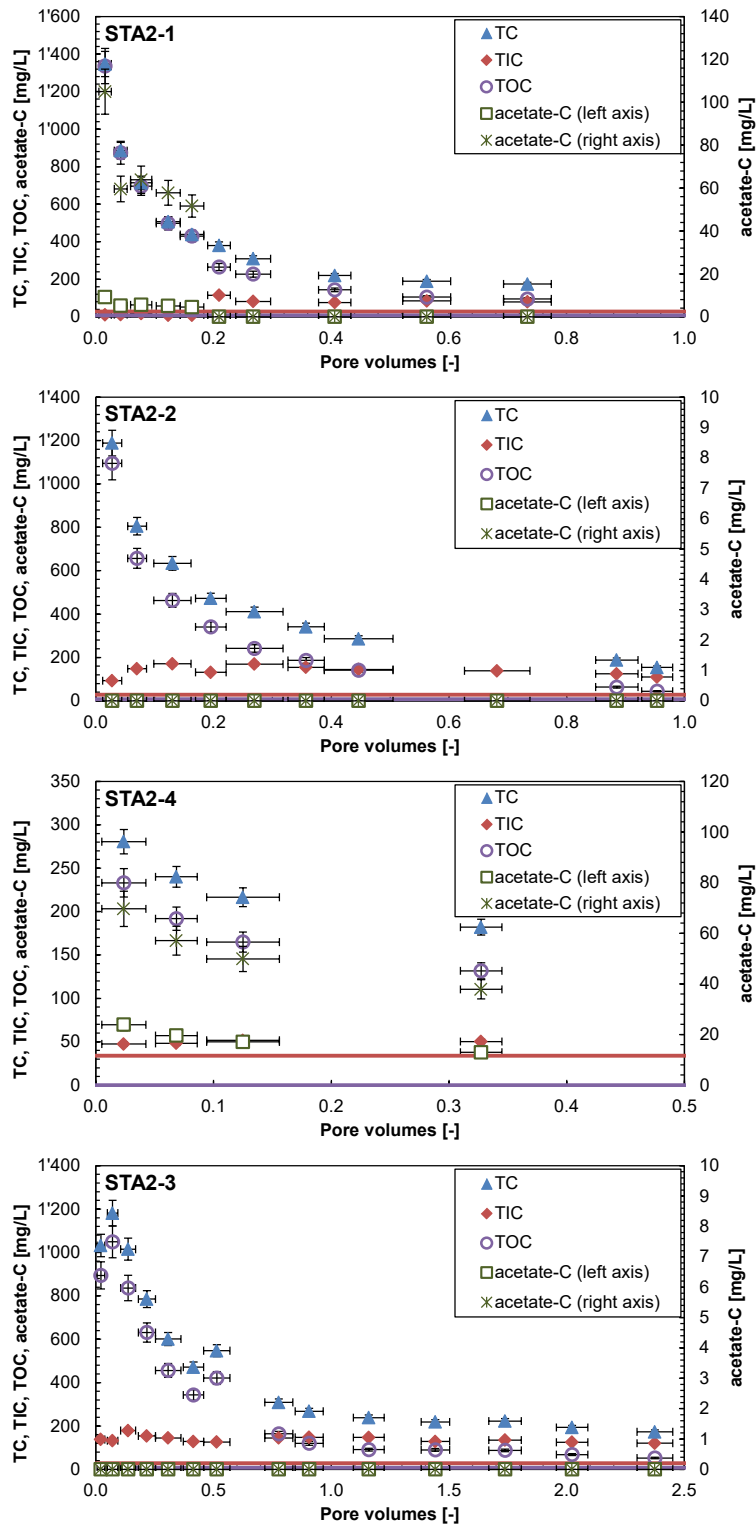 STA2-1
TC
TIC
TOC
acetate-C (left axis)
acetate-C (right axis)
TC, TIC, TOC, acetate-C [mg/L]
1'600
1'400
1'200
1'000
800
600
400
200
0
140
120
100
80
60
40
20
0
acetate-C [mg/L]
0.0 0.2 0.4 0.6 0.8 1.0
Pore volumes [-]
STA2-2
TC
TIC
TOC
acetate-C (left axis)
acetate-C (right axis)
TC, TIC, TOC, acetate-C [mg/L]
1'400
1'200
1'000
800
600
400
200
0
10
9
8
7
6
5
4
3
2
1
0
acetate-C [mg/L]
0.0 0.2 0.4 0.6 0.8 1.0
Pore volumes [-]
STA2-4
TC
TIC
TOC
acetate-C (left axis)
acetate-C (right axis)
TC, TIC, TOC, acetate-C [mg/L]
350
300
250
200
150
100
50
0
120
100
80
60
40
20
0
acetate-C [mg/L]
0.0 0.1 0.2 0.3 0.4 0.5
Pore volumes [-]
STA2-3
TC
TIC
TOC
acetate-C (left axis)
acetate-C (right axis)
TC, TIC, TOC, acetate-C [mg/L]
1'400
1'200
1'000
800
600
400
200
0
10
9
8
7
6
5
4
3
2
1
0
acetate-C [mg/L]
0.0 0.5 1.0 1.5 2.0 2.5
Pore volumes [-]